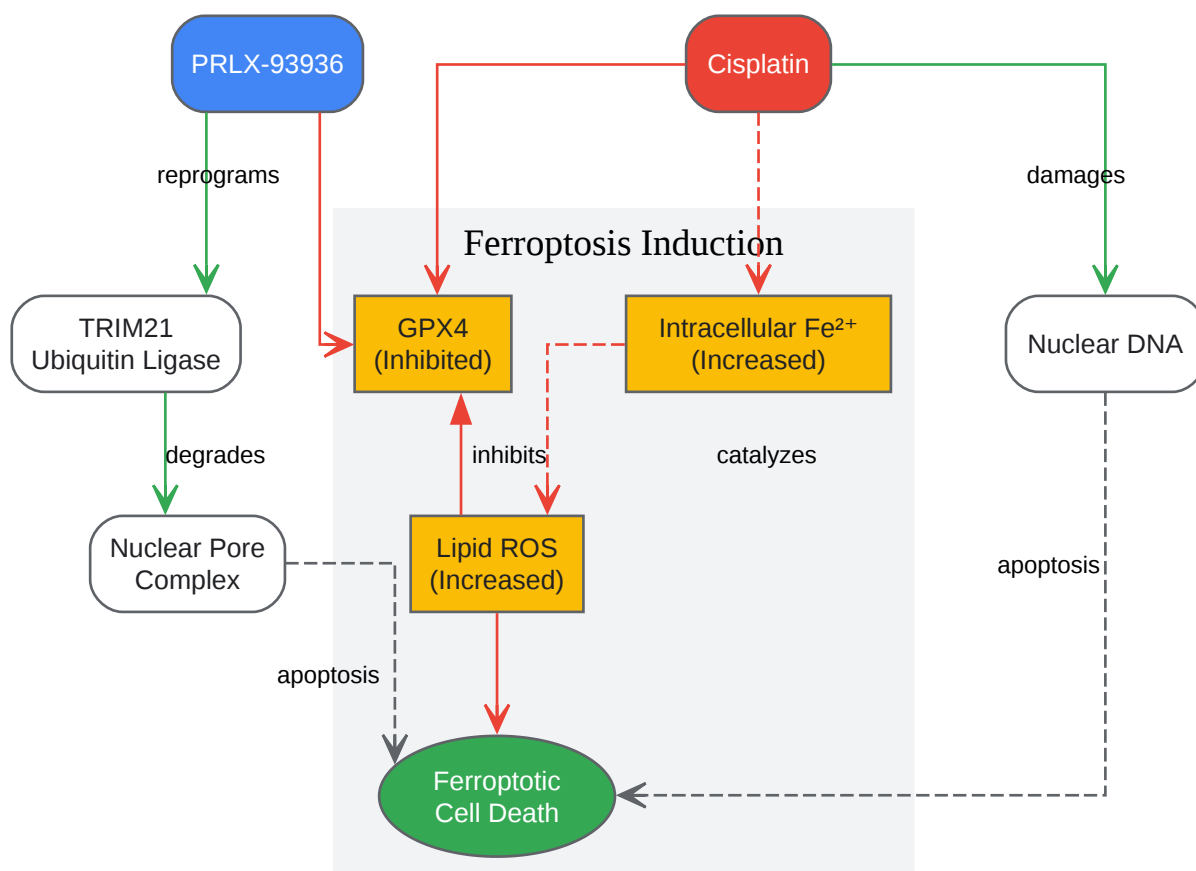 PRLX-93936
Cisplatin
reprograms
damages
Ferroptosis Induction
TRIM21
Ubiquitin Ligase
GPX4
(Inhibited)
Intracellular Fe²⁺
(Increased)
Nuclear DNA
degrades
inhibits
catalyzes
Nuclear Pore
Complex
Lipid ROS
(Increased)
apoptosis
apoptosis
Ferroptotic
Cell Death